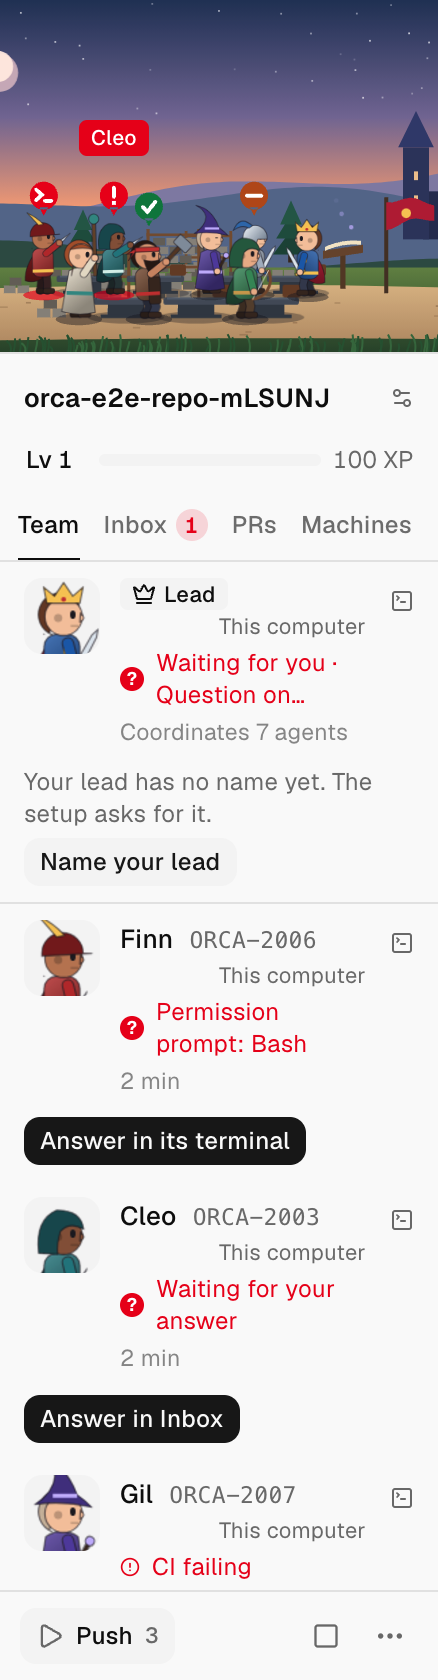 Cleo
orca-e2e-repo-mLSUNJ
Lv 1 100 XP
Team Inbox 1 PRs Machines
Lead
This computer
Waiting for you ·
Question on...
Coordinates 7 agents
Your lead has no name yet. The
setup asks for it.
Name your lead
Finn ORCA-2006
This computer
Permission
prompt: Bash
2 min
Answer in its terminal
Cleo ORCA-2003
This computer
Waiting for your
answer
2 min
Answer in Inbox
Gil ORCA-2007
This computer
CI failing
Push 3